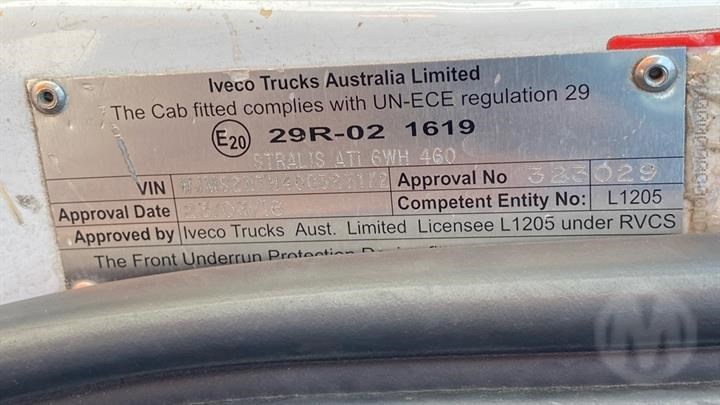 Iveco Trucks Australia Limited
The Cab fitted complies with UN-ECE regulation 29
E20 29R-02 1619
STRALIS ATi 6WH 460
VIN
Approval No 323029
Approval Date
Competent Entity No: L1205
Approved by Iveco Trucks Aust. Limited Licensee L1205 under RVCS
The Front Underrun Protection